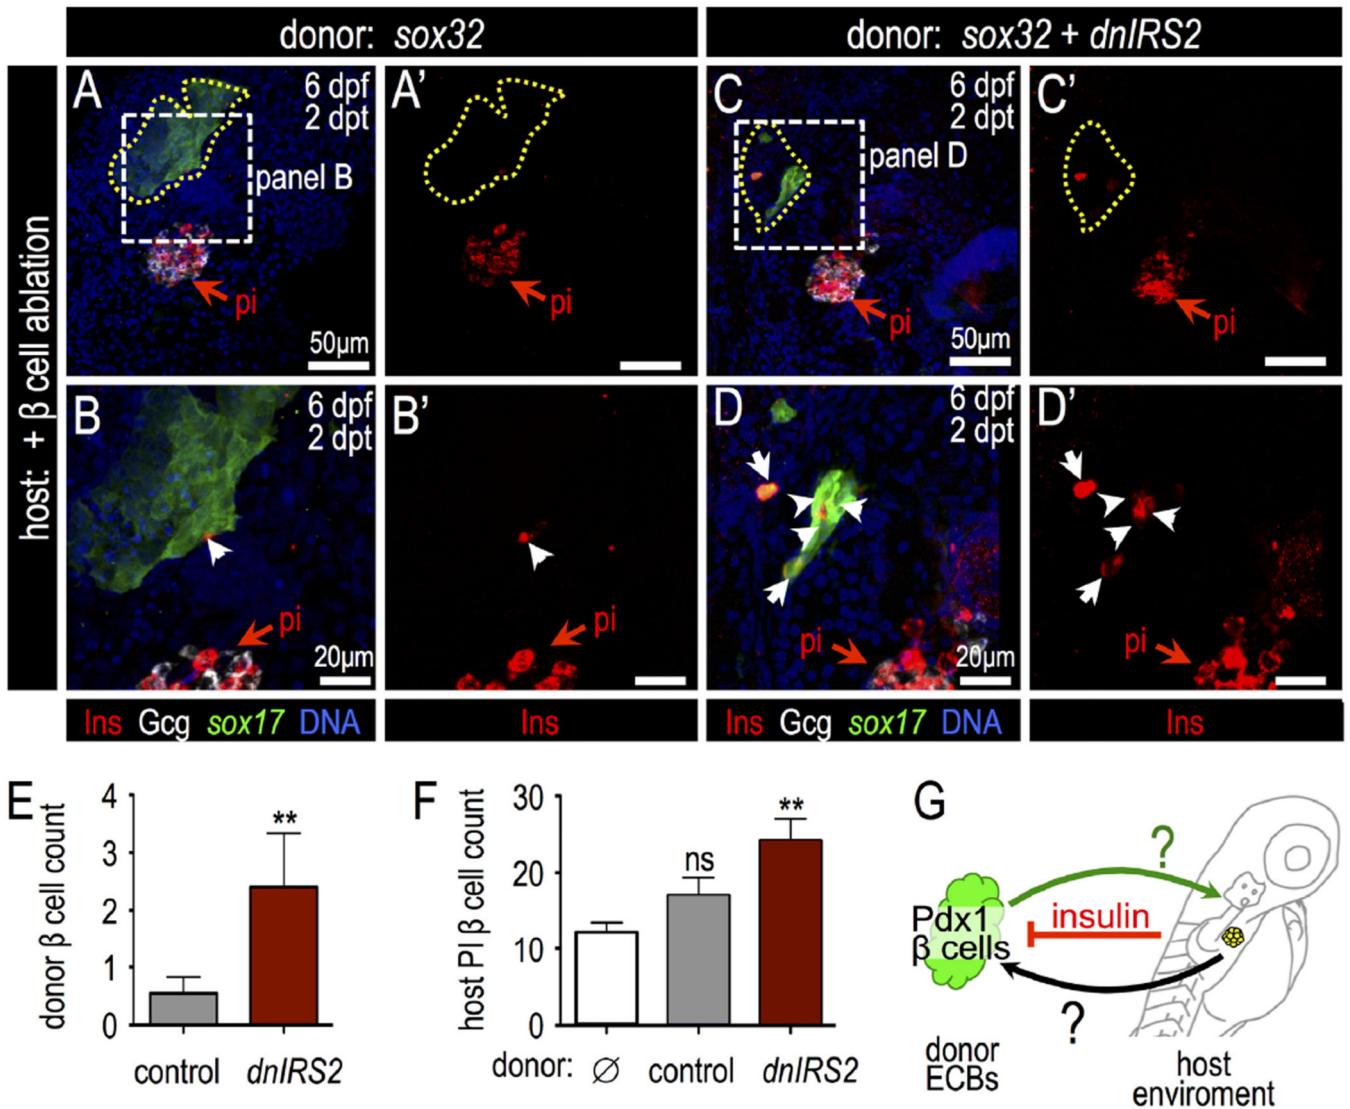 donor: sox32
donor: sox32 + dnIRS2
host: + β cell ablation
A
6 dpf
2 dpt
panel B
pi
50μm
A'
pi
C
6 dpf
2 dpt
panel D
pi
50μm
C'
pi
B
6 dpf
2 dpt
pi
20μm
B'
pi
D
6 dpf
2 dpt
pi
20μm
D'
pi
Ins Gcg sox17 DNA
Ins
Ins Gcg sox17 DNA
Ins
E
donor β cell count
4
3
2
1
0
**
control
dnIRS2
F
host PI β cell count
30
20
10
0
ns
**
donor: ∅
control
dnIRS2
G
?
Pdx1
β cells
insulin
?
donor
ECBs
host
enviroment